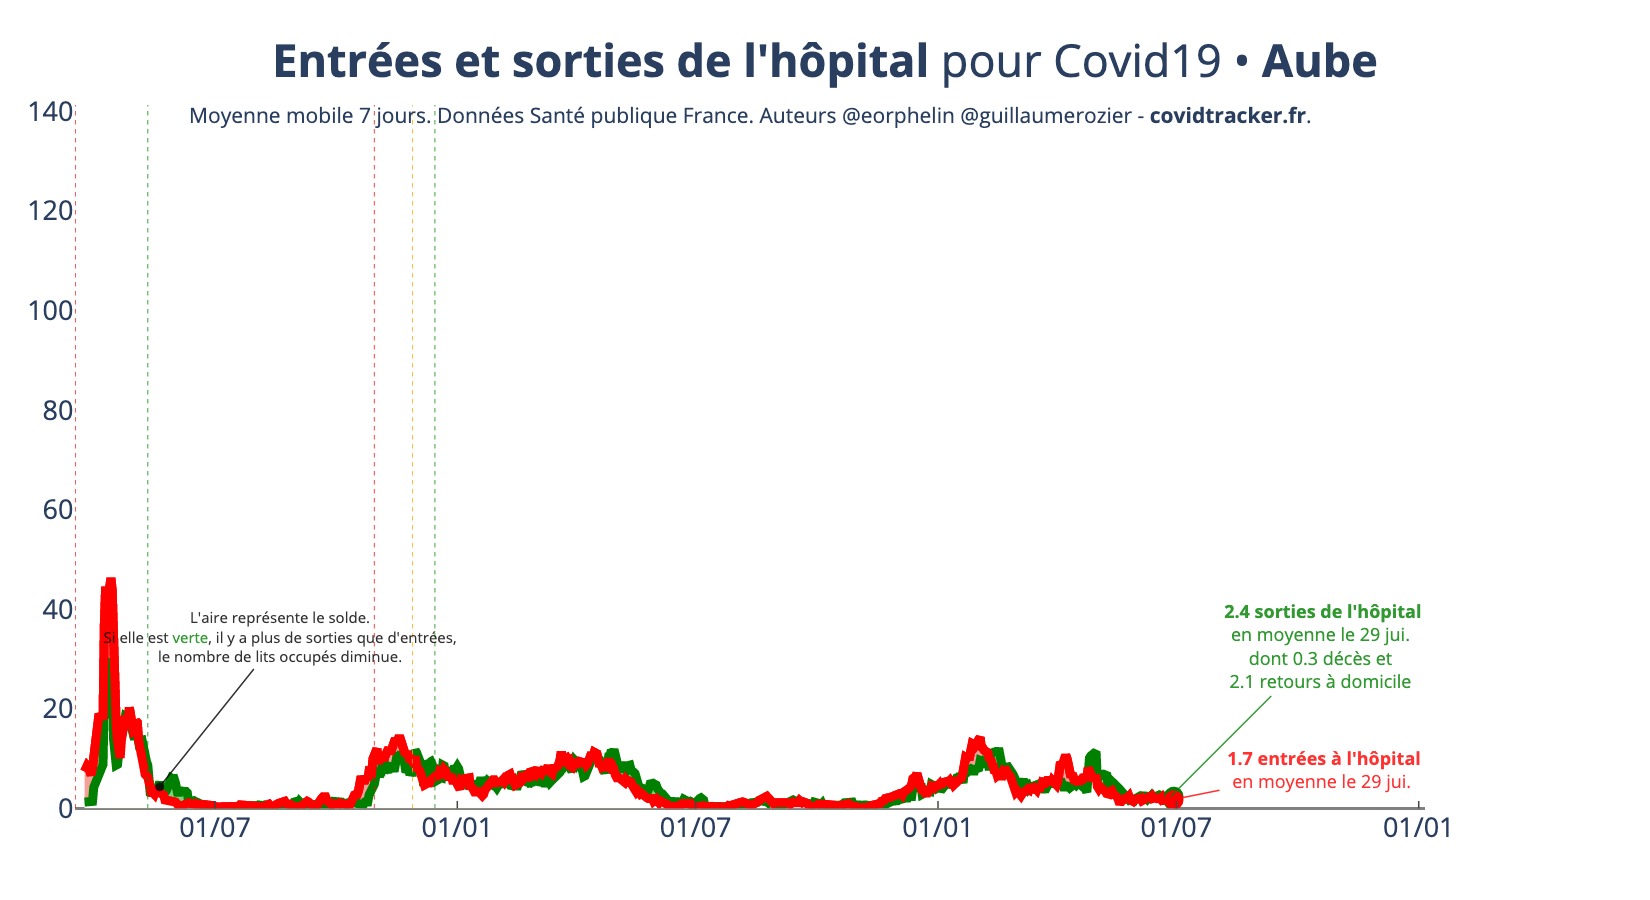 Entrées et sorties de l'hôpital pour Covid19 • Aube
Moyenne mobile 7 jours. Données Santé publique France. Auteurs @eorphelin @guillaumerozier - covidtracker.fr.
140
120
100
80
60
40
20
0
L'aire représente le solde.
Si elle est verte, il y a plus de sorties que d'entrées,
le nombre de lits occupés diminue.
2.4 sorties de l'hôpital
en moyenne le 29 jui.
dont 0.3 décès et
2.1 retours à domicile
1.7 entrées à l'hôpital
en moyenne le 29 jui.
01/07 01/01 01/07 01/01 01/07 01/01